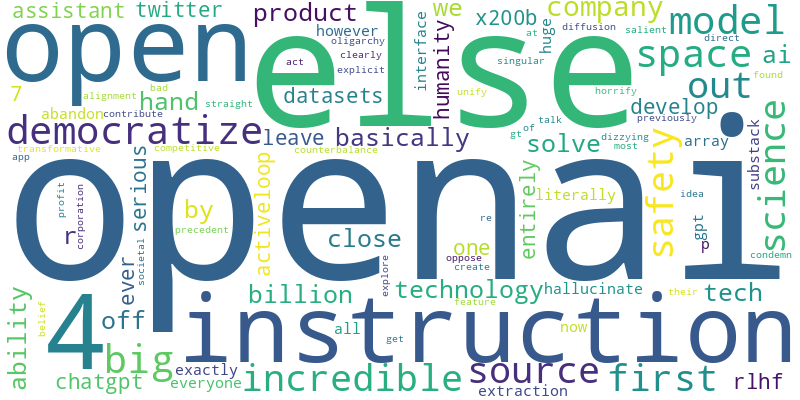 assistant twitter product we x200b company model
open else however oligarchy clearly act explicit interface humanity huge at diffusion salient direct
singular space ai
7 bad abandon hand datasets horrify out found
alignment contribute straight unify develop previously
democratize leave basically gt of talk solve dizzying most array substack science
transformative competitive counterbalance
app openai safety
profit corporation societal serious by precedent activeloop entirely literally idea gpt
r close one re oppose create p condemn
ever explore technology hallucinate their tech
ability belief 4 off billion feature
instruction all get now
big exactly source first rlhf
chatgpt everyone incredible extraction